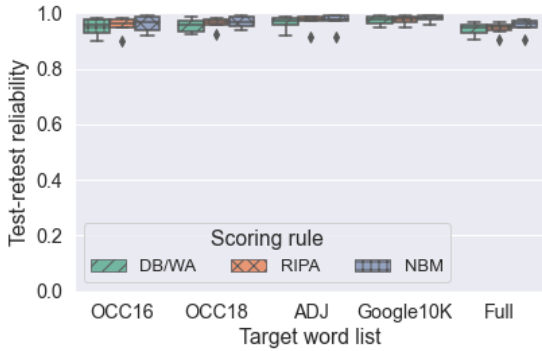 1.0
0.8
0.6
0.4
0.2
0.0
Test-retest reliability
Scoring rule
DB/WA RIPA NBM
OCC16 OCC18 ADJ Google10K Full
Target word list